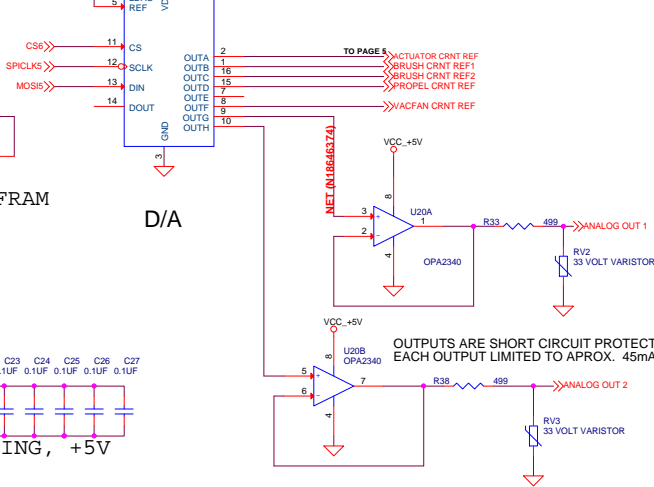 5 REF
VD
CS6
11 CS
SPICLK5
12 SCLK
MOSI5
13 DIN
14 DOUT
GND
3
OUTA 2
OUTB 1
OUTC 16
OUTD 15
OUTE 7
OUTF 8
OUTG 9
OUTH 10
TO PAGE 5
ACTUATOR CRNT REF
BRUSH CRNT REF1
BRUSH CRNT REF2
PROPEL CRNT REF
VACFAN CRNT REF
NET (N18646374)
FRAM
D/A
VCC_+5V
8
U20A
3 +
2 -
1
4
OPA2340
R33 499
ANALOG OUT 1
RV2
33 VOLT VARISTOR
VCC_+5V
8
U20B
OPA2340
5 +
6 -
7
4
OUTPUTS ARE SHORT CIRCUIT PROTECT
EACH OUTPUT LIMITED TO APROX. 45mA
R38 499
ANALOG OUT 2
RV3
33 VOLT VARISTOR
C23 C24 C25 C26 C27
0.1UF 0.1UF 0.1UF 0.1UF 0.1UF
ING, +5V